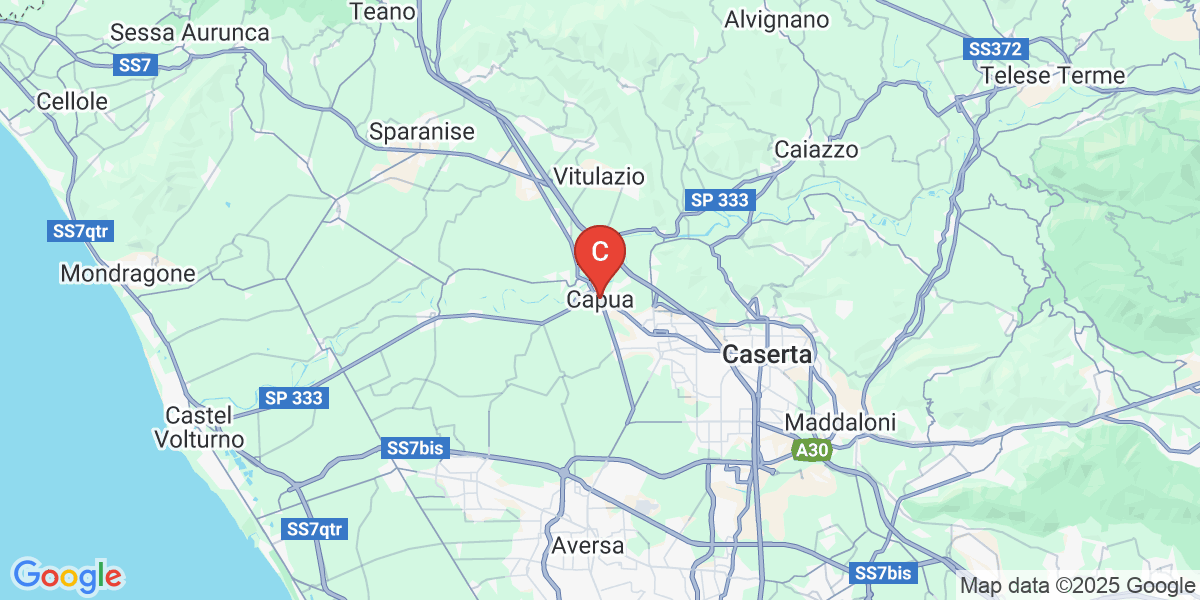 Teano
Alvignano
Sessa Aurunca
SS372
SS7
Telese Terme
Cellole
Sparanise
Caiazzo
Vitulazio
SP 333
SS7qtr
C
Mondragone
Capua
Caserta
SP 333
Castel
Volturno
Maddaloni
SS7bis
A30
SS7qtr
Aversa
SS7bis
Google
Map data ©2025 Google